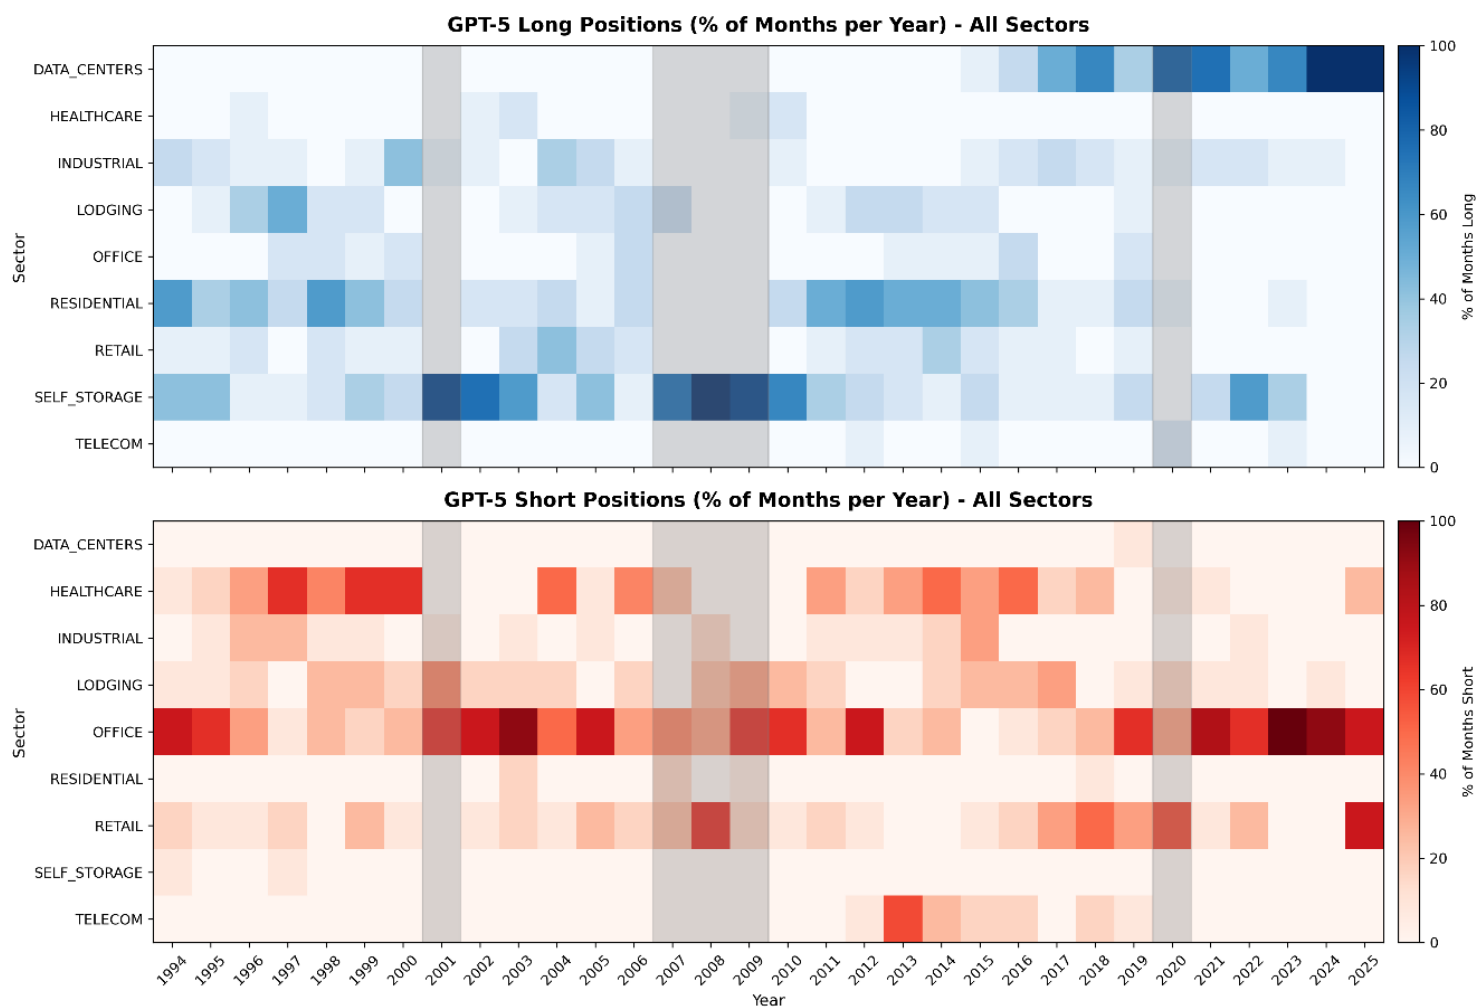 GPT-5 Long Positions (% of Months per Year) - All Sectors
Sector
DATA_CENTERS
HEALTHCARE
INDUSTRIAL
LODGING
OFFICE
RESIDENTIAL
RETAIL
SELF_STORAGE
TELECOM
100
80
60
40
20
0
% of Months Long
GPT-5 Short Positions (% of Months per Year) - All Sectors
Sector
DATA_CENTERS
HEALTHCARE
INDUSTRIAL
LODGING
OFFICE
RESIDENTIAL
RETAIL
SELF_STORAGE
TELECOM
100
80
60
40
20
0
% of Months Short
1994 1995 1996 1997 1998 1999 2000 2001 2002 2003 2004 2005 2006 2007 2008 2009 2010 2011 2012 2013 2014 2015 2016 2017 2018 2019 2020 2021 2022 2023 2024 2025
Year